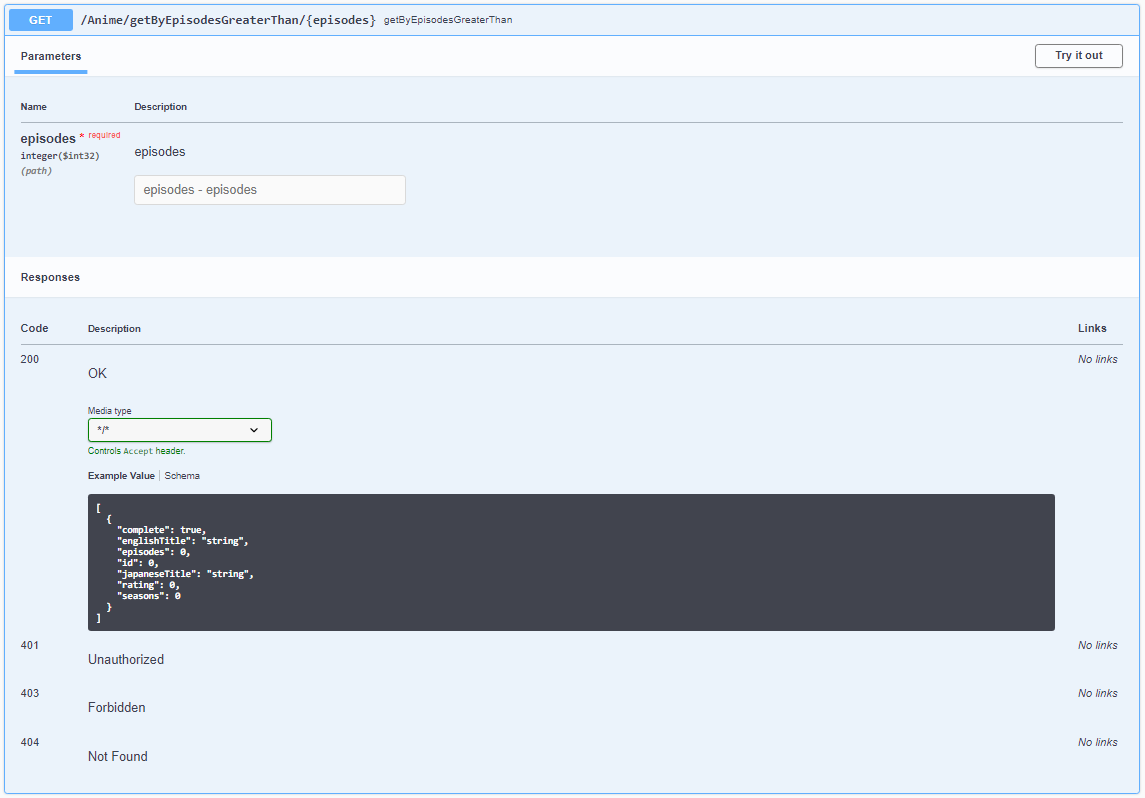 GET /Anime/getByEpisodesGreaterThan/{episodes} getByEpisodesGreaterThan
Parameters Try it out
Name Description
episodes * required
integer($int32)
(path)
episodes
episodes - episodes
Responses
Code Description Links
200 No links
OK
Media type
*/*
Controls Accept header.
Example Value Schema
[
{
"complete": true,
"englishTitle": "string",
"episodes": 0,
"id": 0,
"japaneseTitle": "string",
"rating": 0,
"seasons": 0
}
]
401 No links
Unauthorized
403 No links
Forbidden
404 No links
Not Found